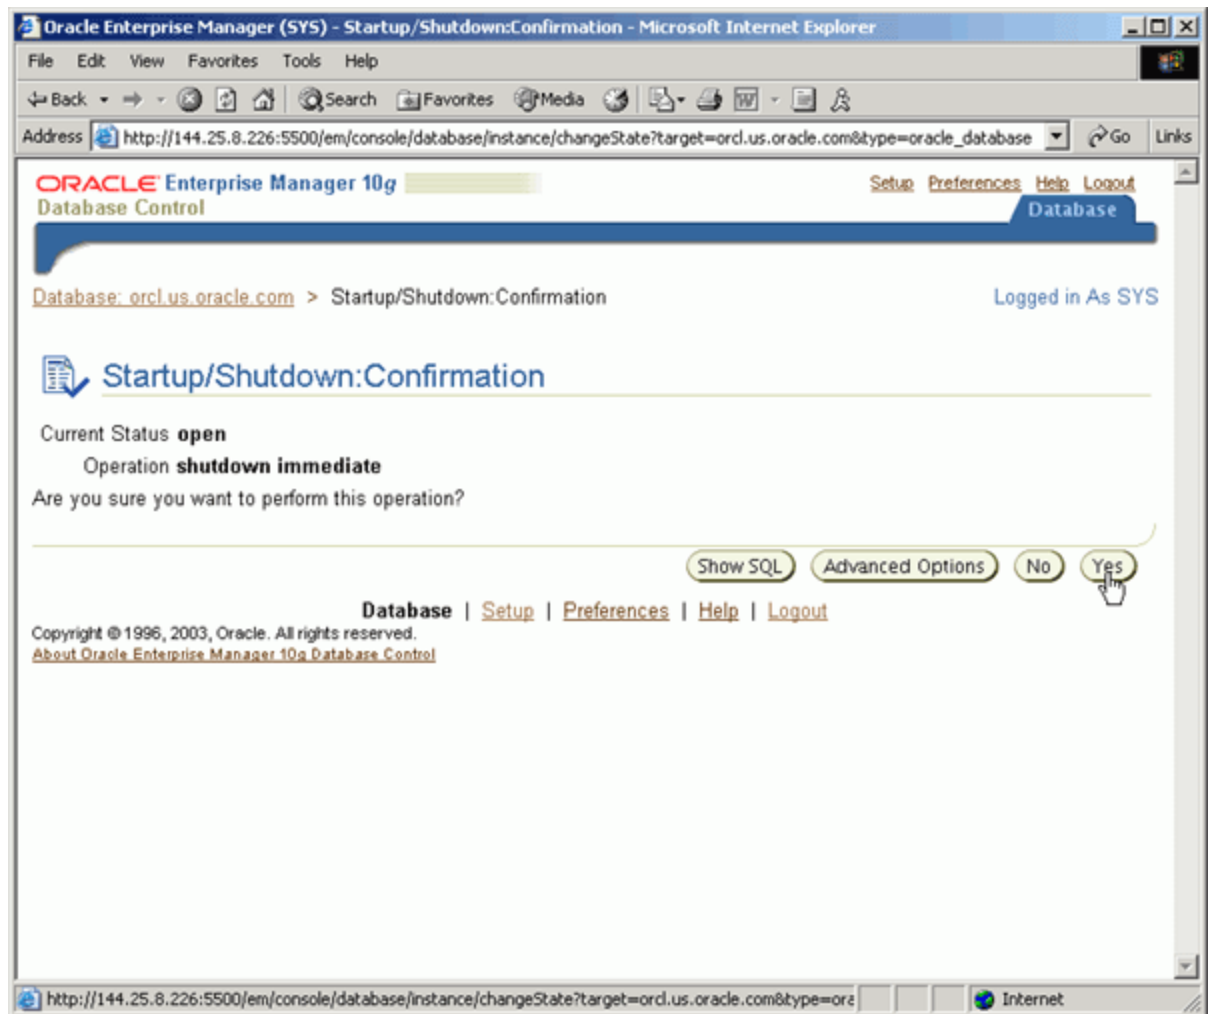 Oracle Enterprise Manager (SYS) - Startup/Shutdown:Confirmation - Microsoft Internet Explorer
File Edit View Favorites Tools Help
Back Search Favorites Media
Address http://144.25.8.226:5500/em/console/database/instance/changeState?target=orcl.us.oracle.com&type=oracle_database Go Links
ORACLE Enterprise Manager 10g Setup Preferences Help Logout
Database Control Database
Database: orcl.us.oracle.com > Startup/Shutdown:Confirmation Logged in As SYS
Startup/Shutdown:Confirmation
Current Status open
Operation shutdown immediate
Are you sure you want to perform this operation?
Show SQL Advanced Options No Yes
Database | Setup | Preferences | Help | Logout
Copyright © 1996, 2003, Oracle. All rights reserved.
About Oracle Enterprise Manager 10g Database Control
http://144.25.8.226:5500/em/console/database/instance/changeState?target=orcl.us.oracle.com&type=ora Internet